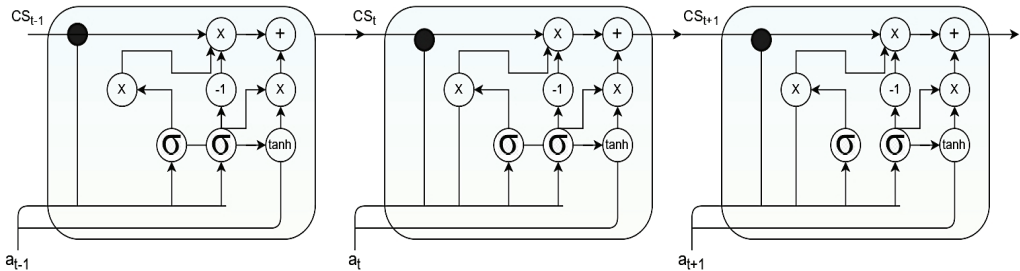 CSt-1 CSt CSt+1
X + X + X +
X -1 X X -1 X X -1 X
σ σ tanh σ σ tanh σ σ tanh
at-1 at at+1